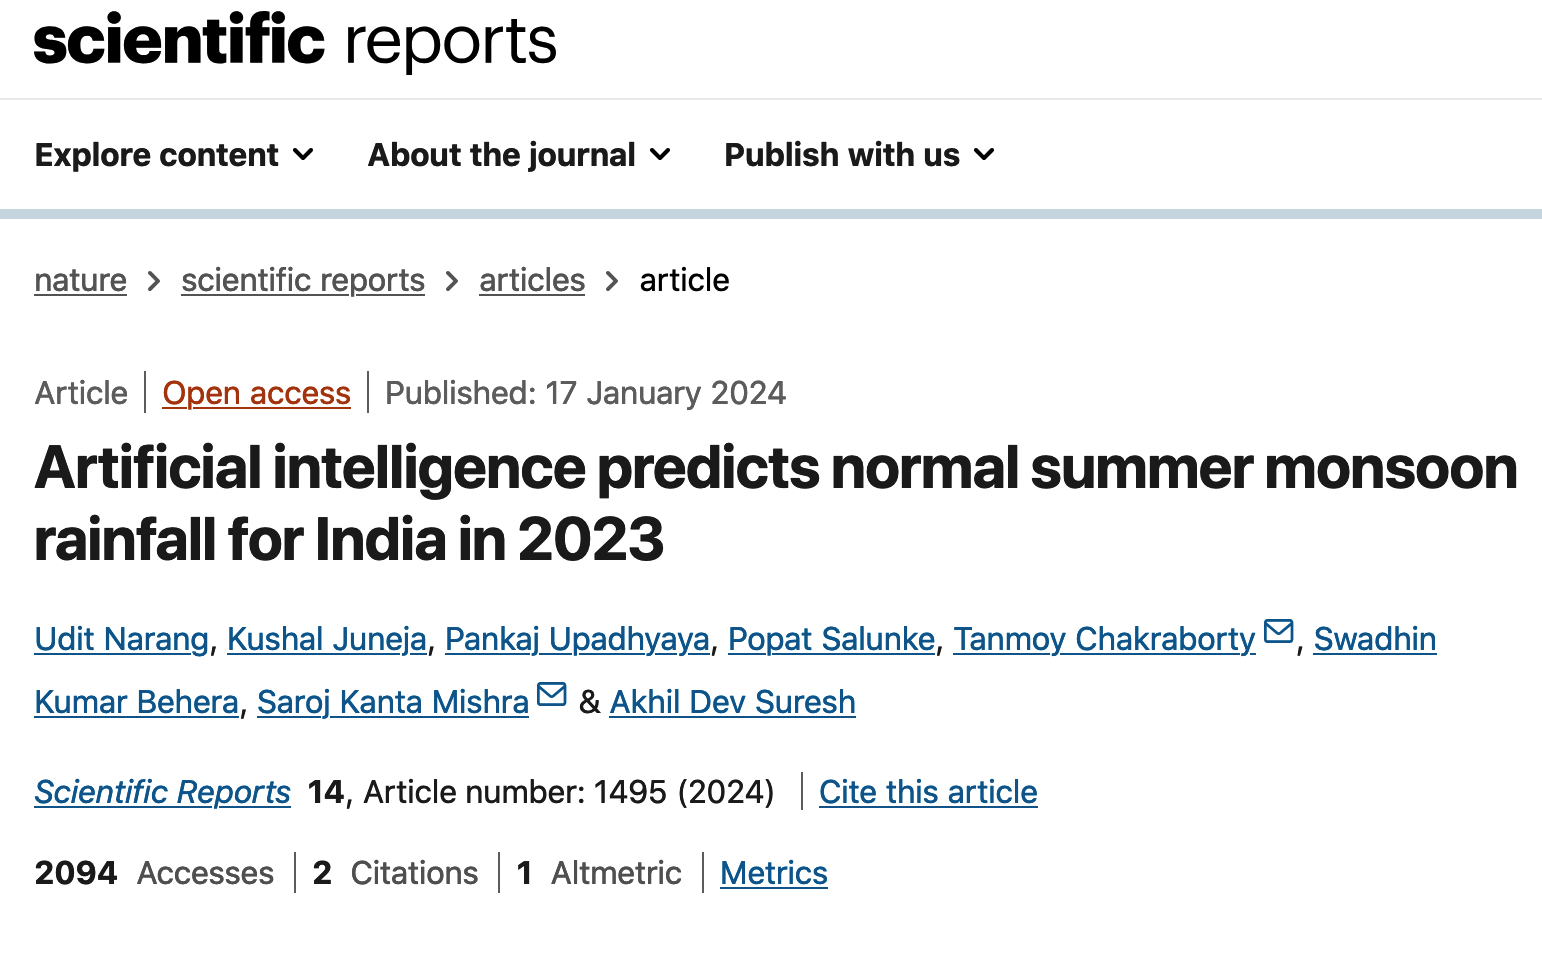 scientific reports
Explore content About the journal Publish with us
nature > scientific reports > articles > article
Article | Open access | Published: 17 January 2024
Artificial intelligence predicts normal summer monsoon
rainfall for India in 2023
Udit Narang, Kushal Juneja, Pankaj Upadhyaya, Popat Salunke, Tanmoy Chakraborty, Swadhin
Kumar Behera, Saroj Kanta Mishra & Akhil Dev Suresh
Scientific Reports 14, Article number: 1495 (2024) | Cite this article
2094 Accesses | 2 Citations | 1 Altmetric | Metrics